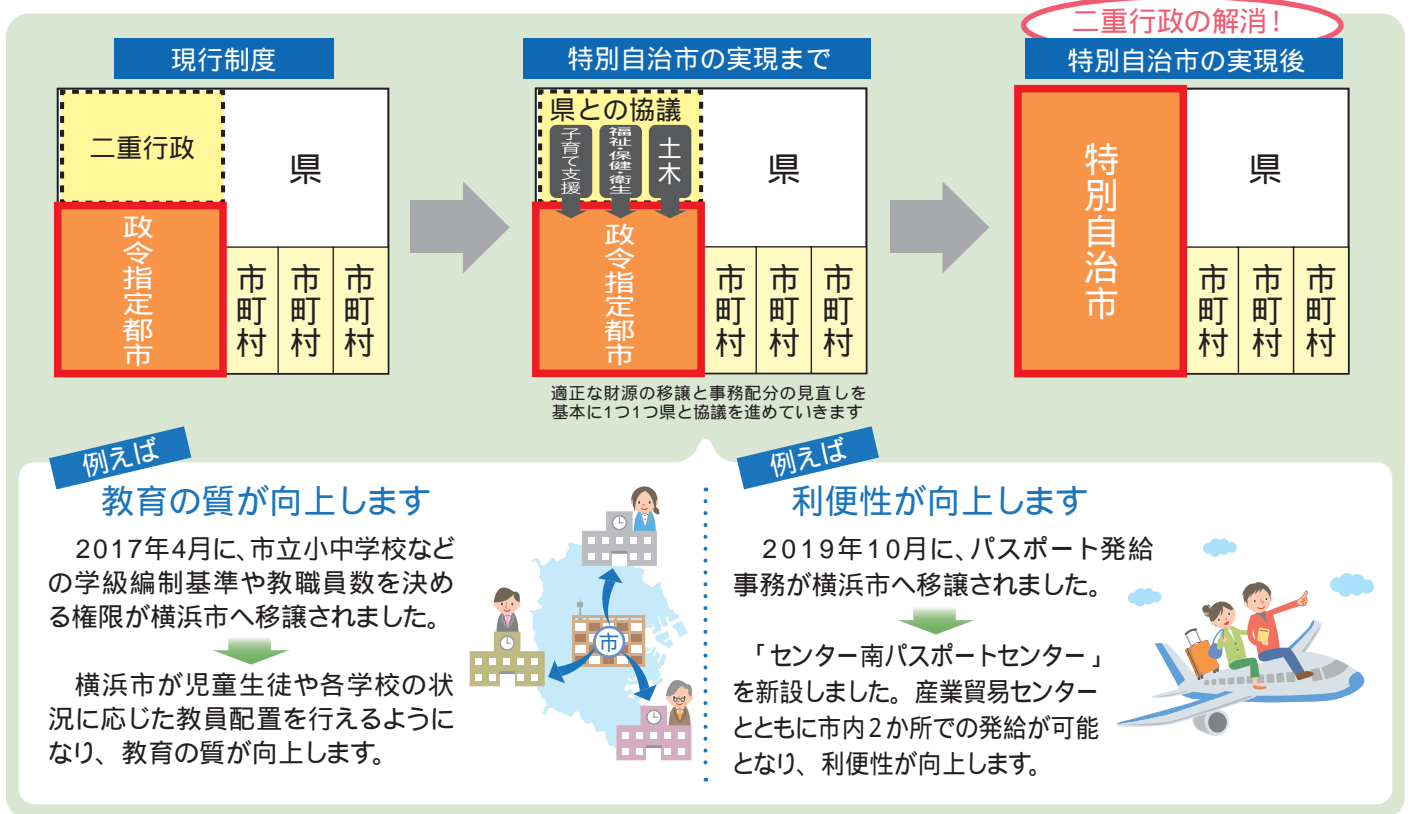 二重行政の解消!
現行制度
二重行政
県
政令指定都市
市町村
市町村
市町村
特別自治市の実現まで
県との協議
子育て支援
福祉・保健・衛生
土木
県
政令指定都市
市町村
市町村
市町村
適正な財源の移譲と事務配分の見直しを
基本に1つ1つ県と協議を進めていきます
特別自治市の実現後
特別自治市
県
市町村
市町村
市町村
例えば
教育の質が向上します
2017年4月に、市立小中学校など
の学級編制基準や教職員数を決め
る権限が横浜市へ移譲されました。
横浜市が児童生徒や各学校の状
況に応じた教員配置を行えるように
なり、教育の質が向上します。
市
例えば
利便性が向上します
2019年10月に、パスポート発給
事務が横浜市へ移譲されました。
「センター南パスポートセンター」
を新設しました。産業貿易センター
とともに市内2か所での発給が可能
となり、利便性が向上します。